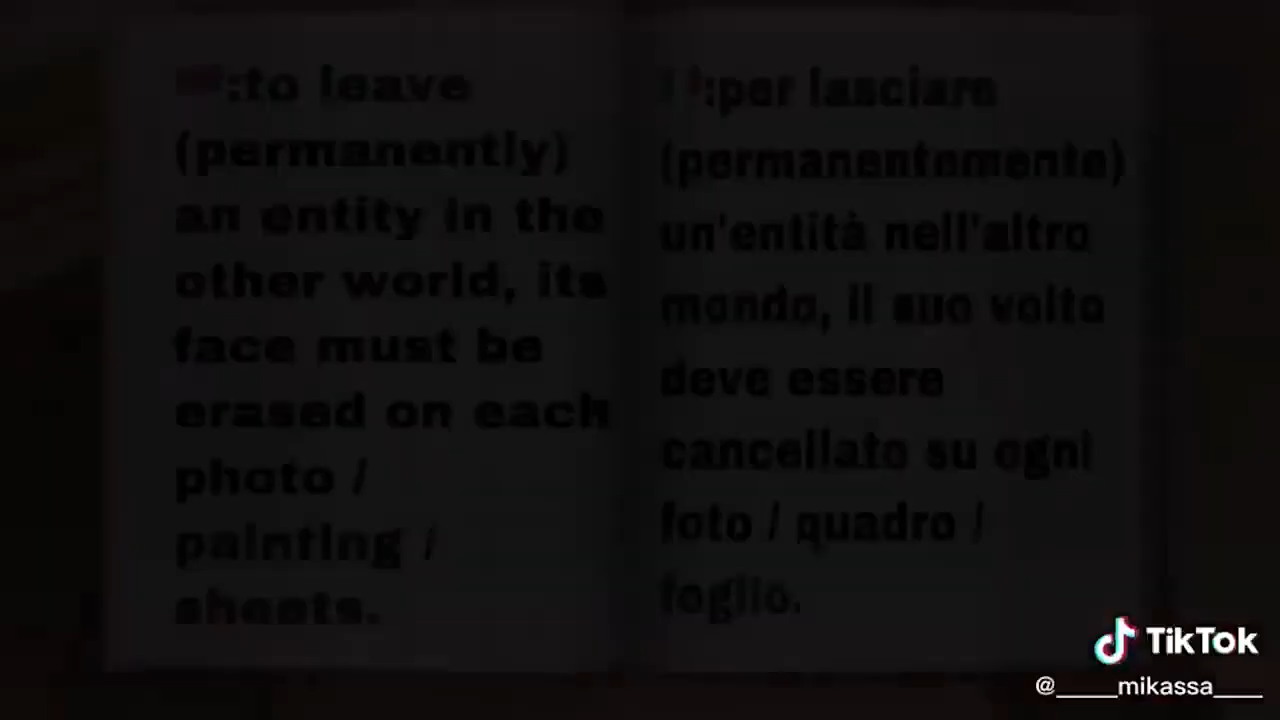 :to leave
(permanently)
an entity in the
other world, its
face must be
erased on each
photo /
painting /
sheets.
:per lasciare
(permanentemente)
un'entità nell'altro
mondo, il suo volto
deve essere
cancellato su ogni
foto / quadro /
foglio.
TikTok
@_____mikassa____